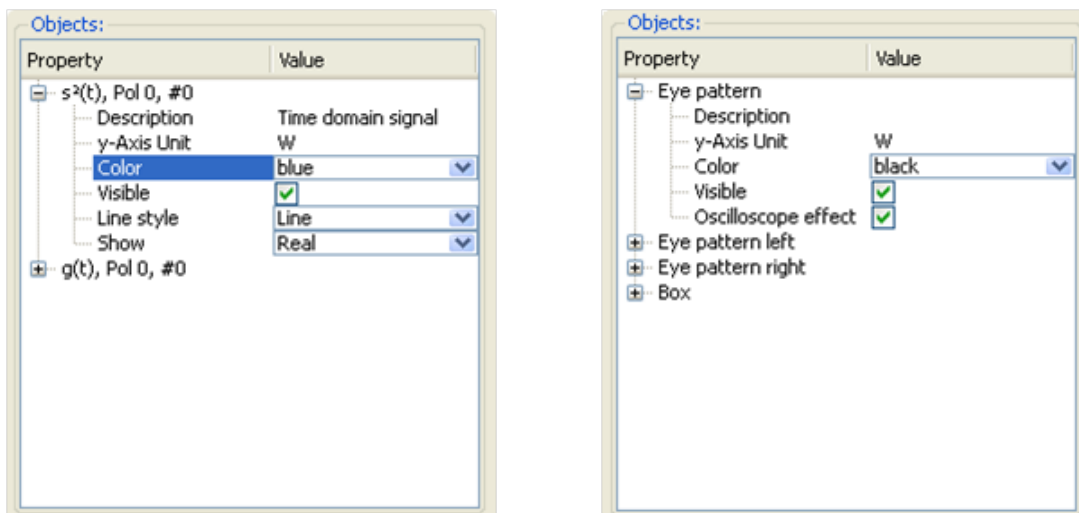 Objects:
Property Value
s²(t), Pol 0, #0
Description Time domain signal
y-Axis Unit W
Color blue
Visible
Line style Line
Show Real
g(t), Pol 0, #0
Objects:
Property Value
Eye pattern
Description
y-Axis Unit W
Color black
Visible
Oscilloscope effect
Eye pattern left
Eye pattern right
Box